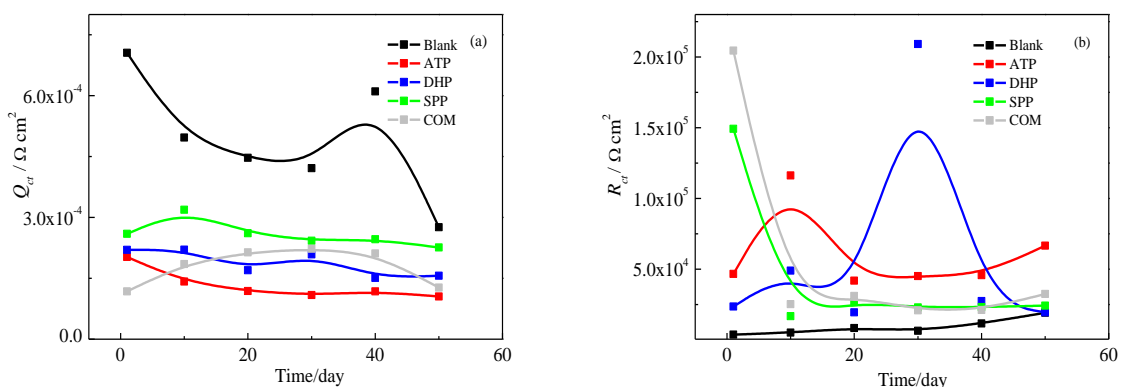 (a)
Blank
ATP
DHP
SPP
COM
6.0x10⁻⁴
3.0x10⁻⁴
0.0
Q_ct / Ω cm²
0 20 40 60
Time/day
(b)
Blank
ATP
DHP
SPP
COM
2.0x10⁵
1.5x10⁵
1.0x10⁵
5.0x10⁴
R_ct / Ω cm²
0 20 40 60
Time/day